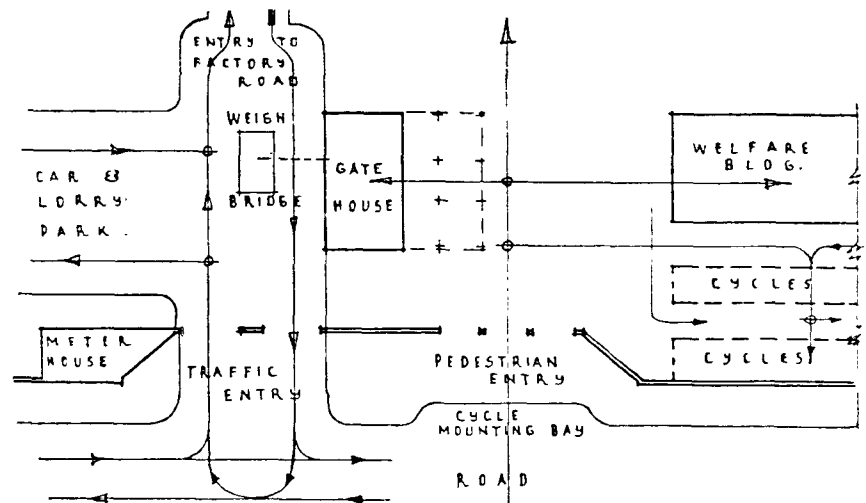 ENTRY TO
FACTORY
ROAD
WEIGH
BRIDGE
GATE
HOUSE
WELFARE
BLDG.
CAR &
LORRY
PARK.
CYCLES
CYCLES
METER
HOUSE
TRAFFIC
ENTRY
PEDESTRIAN
ENTRY
CYCLE
MOUNTING BAY
ROAD